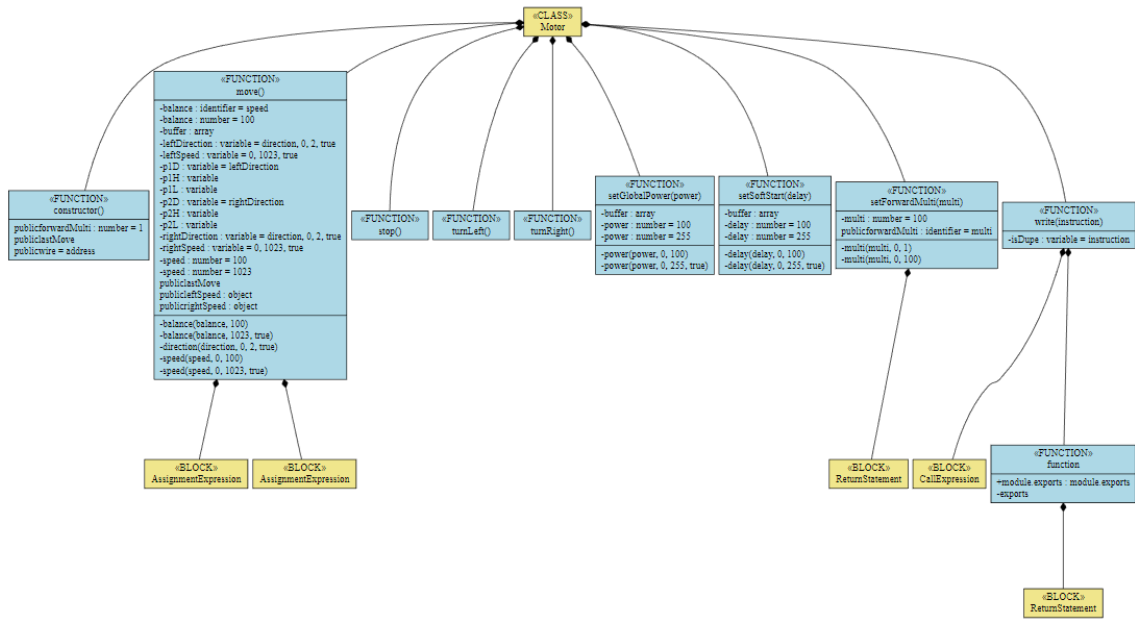 «CLASS»
Motor
«FUNCTION»
move()
-balance : identifier = speed
-balance : number = 100
-buffer : array
-leftDirection : variable = direction, 0, 2, true
-leftSpeed : variable = 0, 1023, true
-p1D : variable = leftDirection
-p1H : variable
-p1L : variable
-p2D : variable = rightDirection
-p2H : variable
-p2L : variable
-rightDirection : variable = direction, 0, 2, true
-rightSpeed : variable = 0, 1023, true
-speed : number = 100
-speed : number = 1023
publiclastMove
publicleftSpeed : object
publicrightSpeed : object
-balance(balance, 100)
-balance(balance, 1023, true)
-direction(direction, 0, 2, true)
-speed(speed, 0, 100)
-speed(speed, 0, 1023, true)
«FUNCTION»
constructor()
publicforwardMulti : number = 1
publiclastMove
publicwire = address
«FUNCTION»
stop()
«FUNCTION»
turnLeft()
«FUNCTION»
turnRight()
«FUNCTION»
setGlobalPower(power)
-buffer : array
-power : number = 100
-power : number = 255
-power(power, 0, 100)
-power(power, 0, 255, true)
«FUNCTION»
setSoftStart(delay)
-buffer : array
-delay : number = 100
-delay : number = 255
-delay(delay, 0, 100)
-delay(delay, 0, 255, true)
«FUNCTION»
setForwardMulti(multi)
-multi : number = 100
publicforwardMulti : identifier = multi
-multi(multi, 0, 1)
-multi(multi, 0, 100)
«FUNCTION»
write(instruction)
-isDupe : variable = instruction
«BLOCK»
AssignmentExpression
«BLOCK»
AssignmentExpression
«BLOCK»
ReturnStatement
«BLOCK»
CallExpression
«FUNCTION»
function
+module.exports : module.exports
-exports
«BLOCK»
ReturnStatement